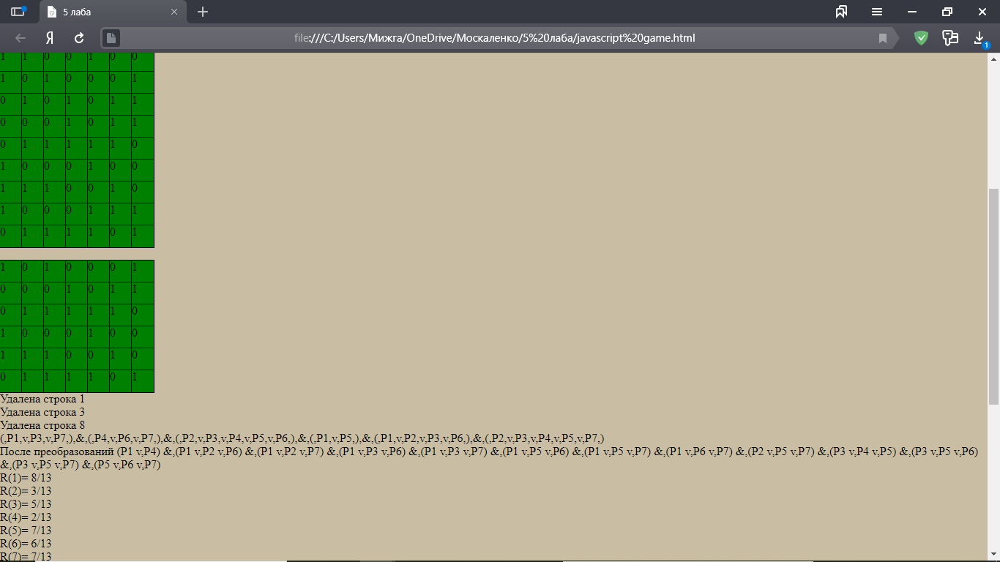 5 лаба
file:///C:/Users/Мижга/OneDrive/Москаленко/5%20лаба/javascript%20game.html
1
1 1 0 0 1 0 0
1 0 1 0 0 0 1
0 1 0 1 0 1 1
0 0 0 1 0 1 1
0 1 1 1 1 1 0
1 0 0 0 1 0 0
1 1 1 0 0 1 0
1 0 0 0 1 1 1
0 1 1 1 1 0 1
1 0 1 0 0 0 1
0 0 0 1 0 1 1
0 1 1 1 1 1 0
1 0 0 0 1 0 0
1 1 1 0 0 1 0
0 1 1 1 1 0 1
Удалена строка 1
Удалена строка 3
Удалена строка 8
(,P1,v,P3,v,P7,),&,(,P4,v,P6,v,P7,),&,(,P2,v,P3,v,P4,v,P5,v,P6,),&,(,P1,v,P5,),&,(,P1,v,P2,v,P3,v,P6,),&,(,P2,v,P3,v,P4,v,P5,v,P7,)
После преобразований (P1 v,P4) &,(P1 v,P2 v,P6) &,(P1 v,P2 v,P7) &,(P1 v,P3 v,P6) &,(P1 v,P3 v,P7) &,(P1 v,P5 v,P6) &,(P1 v,P5 v,P7) &,(P1 v,P6 v,P7) &,(P2 v,P5 v,P7) &,(P3 v,P4 v,P5) &,(P3 v,P5 v,P6)
&,(P3 v,P5 v,P7) &,(P5 v,P6 v,P7)
R(1)= 8/13
R(2)= 3/13
R(3)= 5/13
R(4)= 2/13
R(5)= 7/13
R(6)= 6/13
R(7)= 7/13